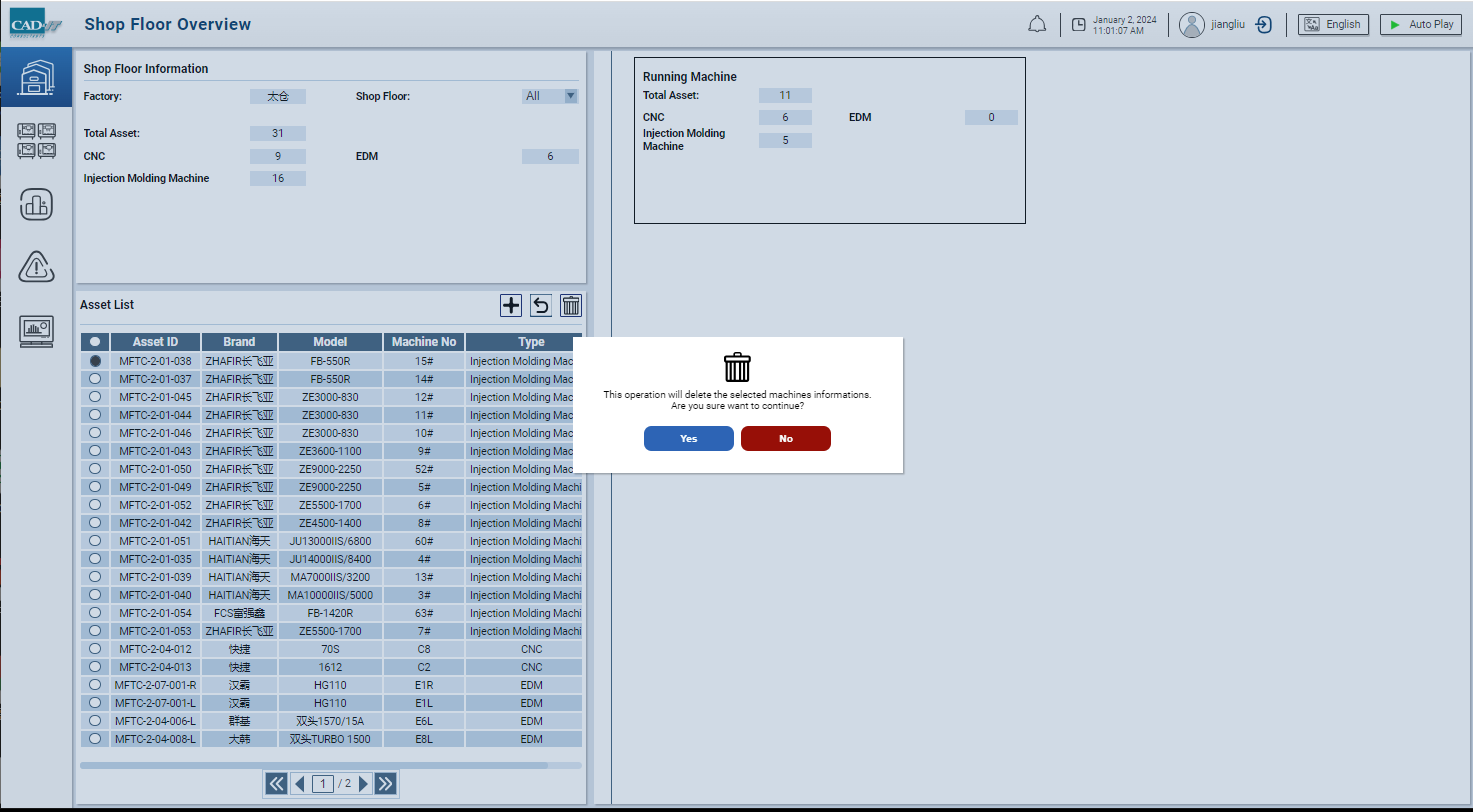 CAD-IT
CONSULTANTS
Shop Floor Overview
January 2, 2024
11:01:07 AM
jiangliu
English
Auto Play
Shop Floor Information
Factory: 太仓 Shop Floor: All
Total Asset: 31
CNC 9 EDM 6
Injection Molding Machine 16
Running Machine
Total Asset: 11
CNC 6 EDM 0
Injection Molding
Machine 5
Asset List
Asset ID Brand Model Machine No Type
MFTC-2-01-038 ZHAFIR长飞亚 FB-550R 15# Injection Molding Mac
MFTC-2-01-037 ZHAFIR长飞亚 FB-550R 14# Injection Molding Mac
MFTC-2-01-045 ZHAFIR长飞亚 ZE3000-830 12# Injection Molding Mac
MFTC-2-01-044 ZHAFIR长飞亚 ZE3000-830 11# Injection Molding Mac
MFTC-2-01-046 ZHAFIR长飞亚 ZE3000-830 10# Injection Molding Mac
MFTC-2-01-043 ZHAFIR长飞亚 ZE3600-1100 9# Injection Molding Mac
MFTC-2-01-050 ZHAFIR长飞亚 ZE9000-2250 52# Injection Molding Mac
MFTC-2-01-049 ZHAFIR长飞亚 ZE9000-2250 5# Injection Molding Machi
MFTC-2-01-052 ZHAFIR长飞亚 ZE5500-1700 6# Injection Molding Machi
MFTC-2-01-042 ZHAFIR长飞亚 ZE4500-1400 8# Injection Molding Machi
MFTC-2-01-051 HAITIAN海天 JU13000IIS/6800 60# Injection Molding Machi
MFTC-2-01-035 HAITIAN海天 JU14000IIS/8400 4# Injection Molding Machi
MFTC-2-01-039 HAITIAN海天 MA7000IIS/3200 13# Injection Molding Machi
MFTC-2-01-040 HAITIAN海天 MA10000IIS/5000 3# Injection Molding Machi
MFTC-2-01-054 FCS富强鑫 FB-1420R 63# Injection Molding Machi
MFTC-2-01-053 ZHAFIR长飞亚 ZE5500-1700 7# Injection Molding Machi
MFTC-2-04-012 快捷 70S C8 CNC
MFTC-2-04-013 快捷 1612 C2 CNC
MFTC-2-07-001-R 汉霸 HG110 E1R EDM
MFTC-2-07-001-L 汉霸 HG110 E1L EDM
MFTC-2-04-006-L 群基 双头1570/15A E6L EDM
MFTC-2-04-008-L 大韩 双头TURBO 1500 E8L EDM
1 / 2
This operation will delete the selected machines informations.
Are you sure want to continue?
Yes No